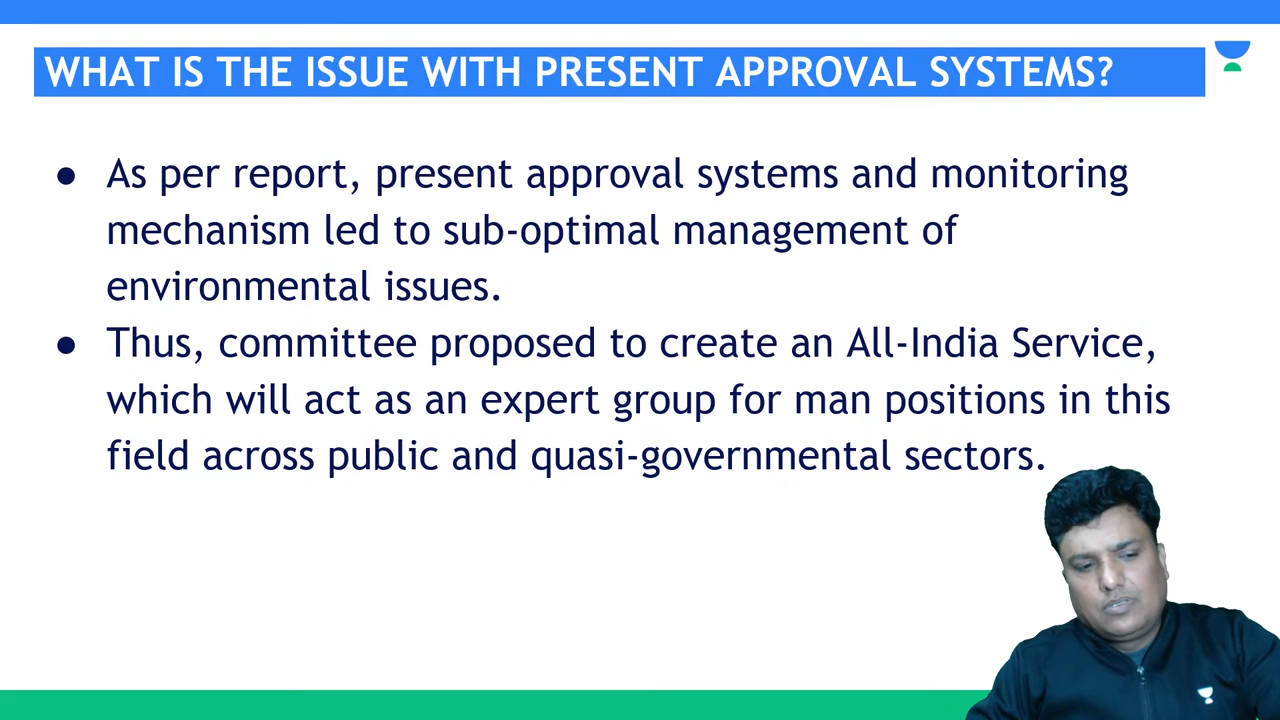 WHAT IS THE ISSUE WITH PRESENT APPROVAL SYSTEMS?
● As per report, present approval systems and monitoring
mechanism led to sub-optimal management of
environmental issues.
● Thus, committee proposed to create an All-India Service,
which will act as an expert group for man positions in this
field across public and quasi-governmental sectors.